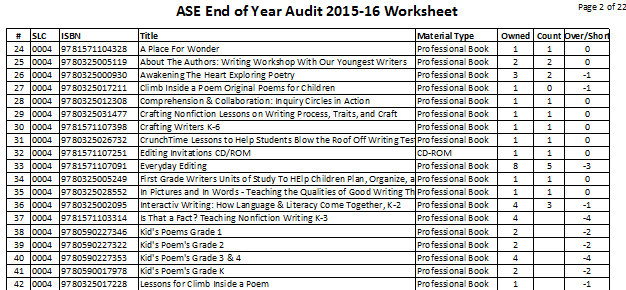 ASE End of Year Audit 2015-16 Worksheet Page 2 of 22
# SLC ISBN Title Material Type Owned Count Over/Short
24 0004 9781571104328 A Place For Wonder Professional Book 1 1 0
25 0004 9780325005119 About The Authors: Writing Workshop With Our Youngest Writers Professional Book 2 2 0
26 0004 9780325000930 Awakening The Heart Exploring Poetry Professional Book 3 2 -1
27 0004 9780325017211 Climb Inside a Poem Original Poems for Children Professional Book 1 0 -1
28 0004 9780325012308 Comprehension & Collaboration: Inquiry Circles in Action Professional Book 1 1 0
29 0004 9780325031477 Crafting Nonfiction Lessons on Writing Process, Traits, and Craft Professional Book 1 1 0
30 0004 9781571107398 Crafting Writers K-6 Professional Book 1 1 0
31 0004 9780325026732 CrunchTime Lessons to Help Students Blow the Roof Off Writing Test Professional Book 1 1 0
32 0004 9781571107251 Editing Invitations CD/ROM CD-ROM 1 1 0
33 0004 9781571107091 Everyday Editing Professional Book 8 5 -3
34 0004 9780325005249 First Grade Writers Units of Study To HElp Children Plan, Organize, a Professional Book 1 1 0
35 0004 9780325028552 In Pictures and In Words - Teaching the Qualities of Good Writing Th Professional Book 1 1 0
36 0004 9780325002095 Interactiv Writing: How Language & Literacy Come Together, K-2 Professional Book 4 3 -1
37 0004 9781571103314 Is That a Fact? Teaching Nonfiction Writing K-3 Professional Book 4 -4
38 0004 9780590227346 Kid's Poems Grade 1 Professional Book 2 -2
39 0004 9780590227322 Kid's Poem's Grade 2 Professional Book 2 -2
40 0004 9780590227353 Kid's Poem's Grade 3 & 4 Professional Book 4 -4
41 0004 9780590017978 Kid's Poem's Grade K Professional Book 2 -2
42 0004 9780325017228 Lessons for Climb Inside a Poem Professional Book 1 -1